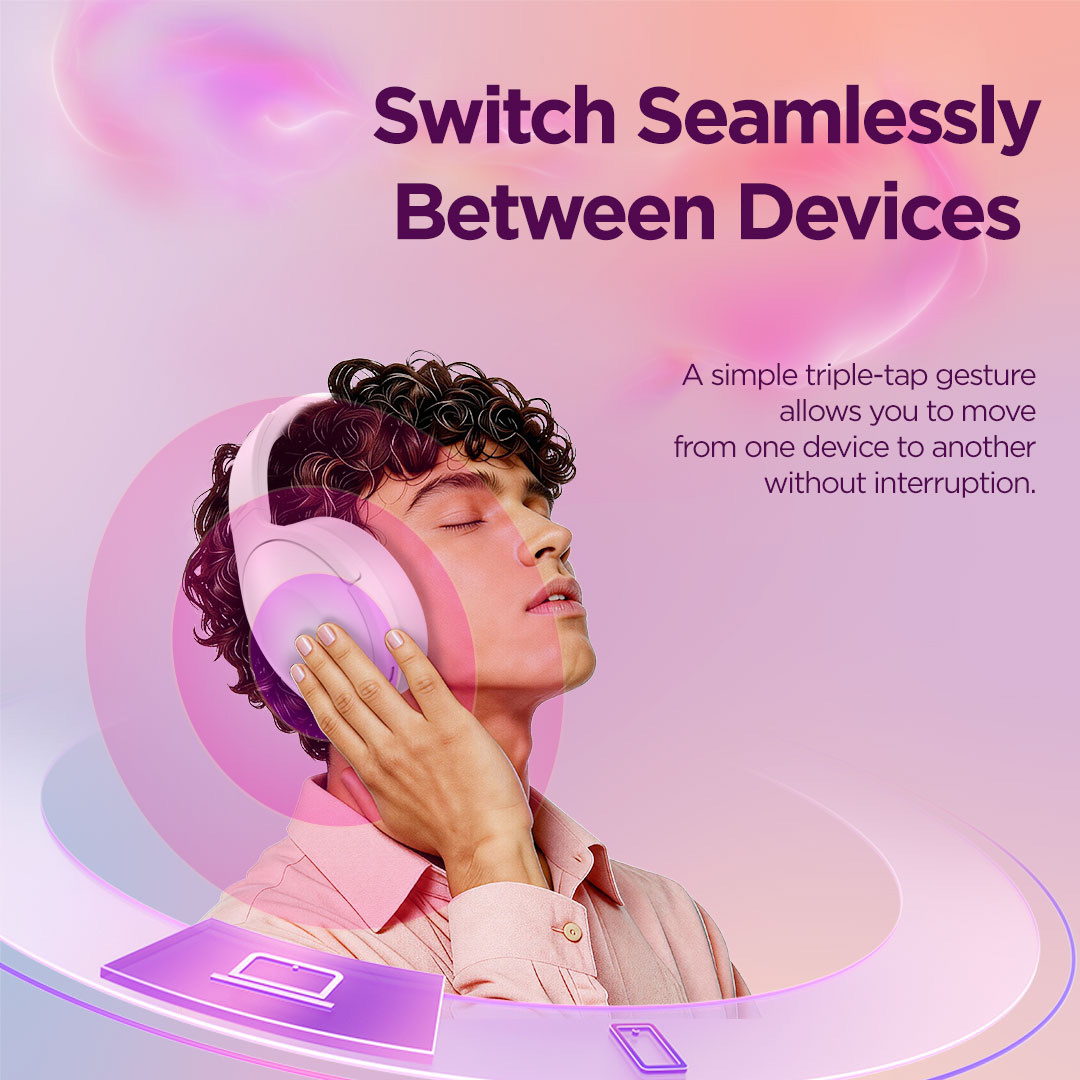 Switch Seamlessly
Between Devices
A simple triple-tap gesture
allows you to move
from one device to another
without interruption.